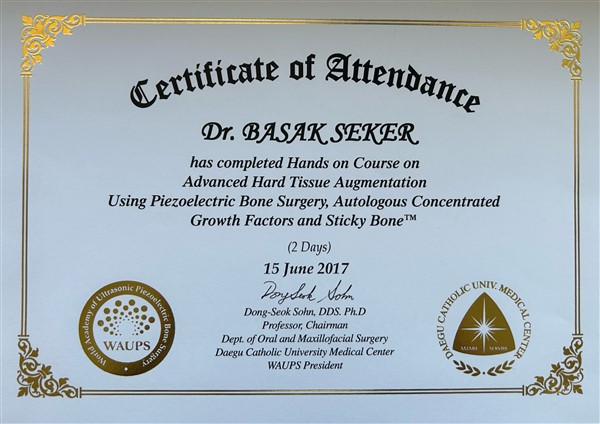 Certificate of Attendance
Dr. BASAK SEKER
has completed Hands on Course on
Advanced Hard Tissue Augmentation
Using Piezoelectric Bone Surgery, Autologous Concentrated
Growth Factors and Sticky Bone™
(2 Days)
15 June 2017
Dong-Seok Sohn
Dong-Seok Sohn, DDS. Ph.D
Professor, Chairman
Dept. of Oral and Maxillofacial Surgery
Daegu Catholic University Medical Center
WAUPS President
World Academy of Ultrasonic Piezoelectric Bone Surgery
WAUPS
DAEGU CATHOLIC UNIV. MEDICAL CENTER